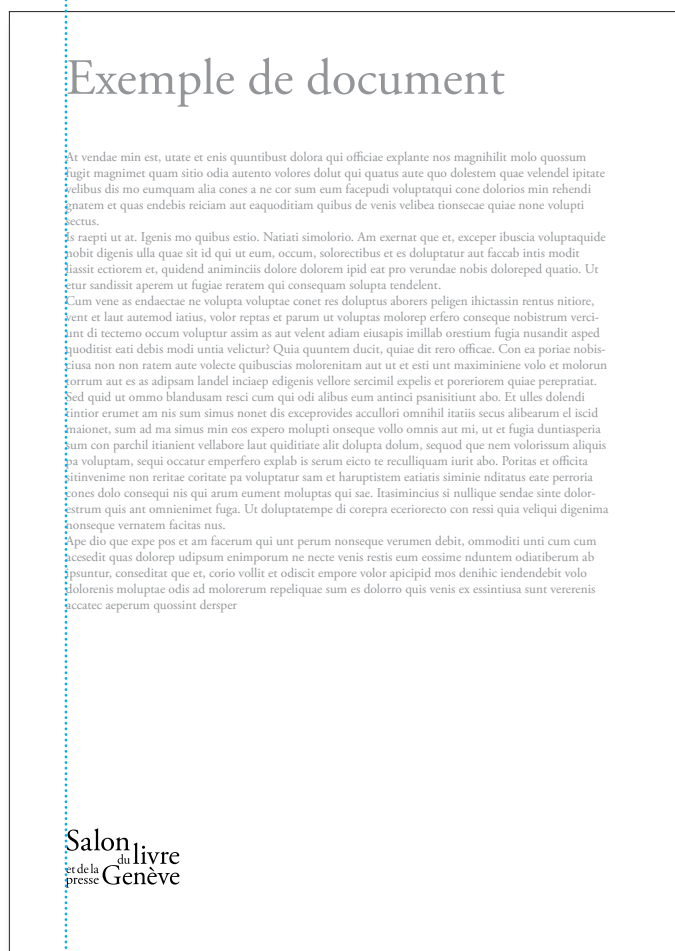 Exemple de document
At vendae min est, utate et enis quuntibust dolora qui officiae explante nos magnihilit molo quossum
fugit magnimet quam sitio odia autento volores dolut qui quatus aute quo dolestem quae velendel ipitate
velibus dis mo eumquam alia cones a ne cor sum eum facepudi voluptatqui cone dolorios min rehendi
gnatem et quas endebis reiciam aut eaquoditiam quibus de venis velibea tionsecae quiae none volupti
sectus.
Is raepti ut at. Igenis mo quibus estio. Natiati simolorio. Am exernat que et, exceper ibuscia voluptaquide
nobit digenis ulla quae sit id qui ut eum, occum, solorectibus et es doluptatur aut faccab intis modit
liassit ectiorem et, quidend animinciis dolore dolorem ipid eat pro verundae nobis doloreped quatio. Ut
etur sandissit aperem ut fugiae reratem qui consequam solupta tendelent.
Cum vene as endaectae ne volupta voluptae conet res doluptus aborers peligen ihictassin rentus nitiore,
vent et laut autemod iatius, volor reptas et parum ut voluptas molorep erfero conseque nobistrum verci-
unt di tectemo occum voluptur assim as aut velent adiam eiusapis imillab orestium fugia nusandit asped
quoditist eati debis modi untia velictur? Quia quuntem ducit, quiae dit rero officae. Con ea poriae nobis-
ciusa non non ratem aute volecte quibuscias molorenitam aut ut et esti unt maximiniene volo et molorun
torrum aut es as adipsam landel inciaep edigenis vellore sercimil expelis et poreriorem quiae perepratiat.
Sed quid ut ommo blandusam resci cum qui odi alibus eum antinci psanisitiunt abo. Et ulles dolendi
tintior erumet am nis sum simus nonet dis exceprovides accullori omnihil itatiis secus alibearum el iscid
maionet, sum ad ma simus min eos expero molupti onseque vollo omnis aut mi, ut et fugia duntiasperia
sum con parchil itianient vellabore laut quiditiate alit dolupta dolum, sequod que nem volorissum aliquis
pa voluptam, sequi occatur emperfero explab is serum eicto te reculliquam iurit abo. Poritas et officita
sitinvenime non reritae coritate pa voluptatur sam et haruptistem eatiatis siminie nditatus eate perroria
cones dolo consequi nis qui arum eument moluptas qui sae. Itasimincius si nullique sendae sinte dolor-
estrum quis ant omnienimet fuga. Ut doluptatempe di corepra eceriorecto con ressi quia veliqui digenima
nonseque vernatem facitas nus.
Ape dio que expe pos et am facerum qui unt perum nonseque verumen debit, ommoditi unti cum cum
acesedit quas dolorep udipsum enimporum ne necte venis restis eum eossime nduntem odiatiberum ab
ipsuntur, conseditat que et, corio vollit et odiscit empore volor apicipid mos denihic iendendebit volo
dolorenis moluptae odis ad molorerum repeliquae sum es dolorro quis venis ex essintiusa sunt vererenis
accatec aeperum quossint dersper
Salon
du livre
et de la
presse Genève